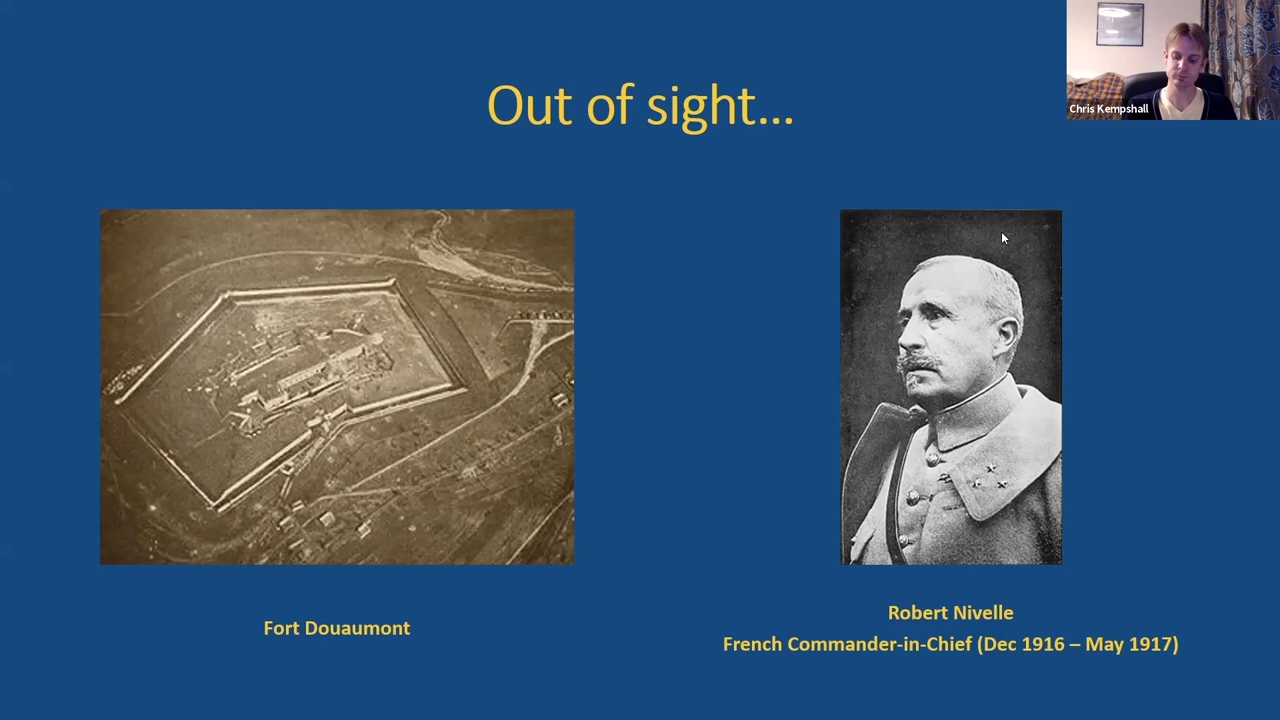 Out of sight...
Chris Kempshall
Fort Douaumont
Robert Nivelle
French Commander-in-Chief (Dec 1916 – May 1917)